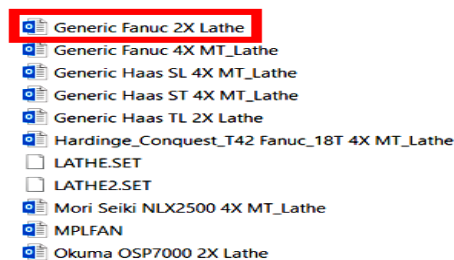 Generic Fanuc 2X Lathe
Generic Fanuc 4X MT_Lathe
Generic Haas SL 4X MT_Lathe
Generic Haas ST 4X MT_Lathe
Generic Haas TL 2X Lathe
Hardinge_Conquest_T42 Fanuc_18T 4X MT_Lathe
LATHE.SET
LATHE2.SET
Mori Seiki NLX2500 4X MT_Lathe
MPLFAN
Okuma OSP7000 2X Lathe